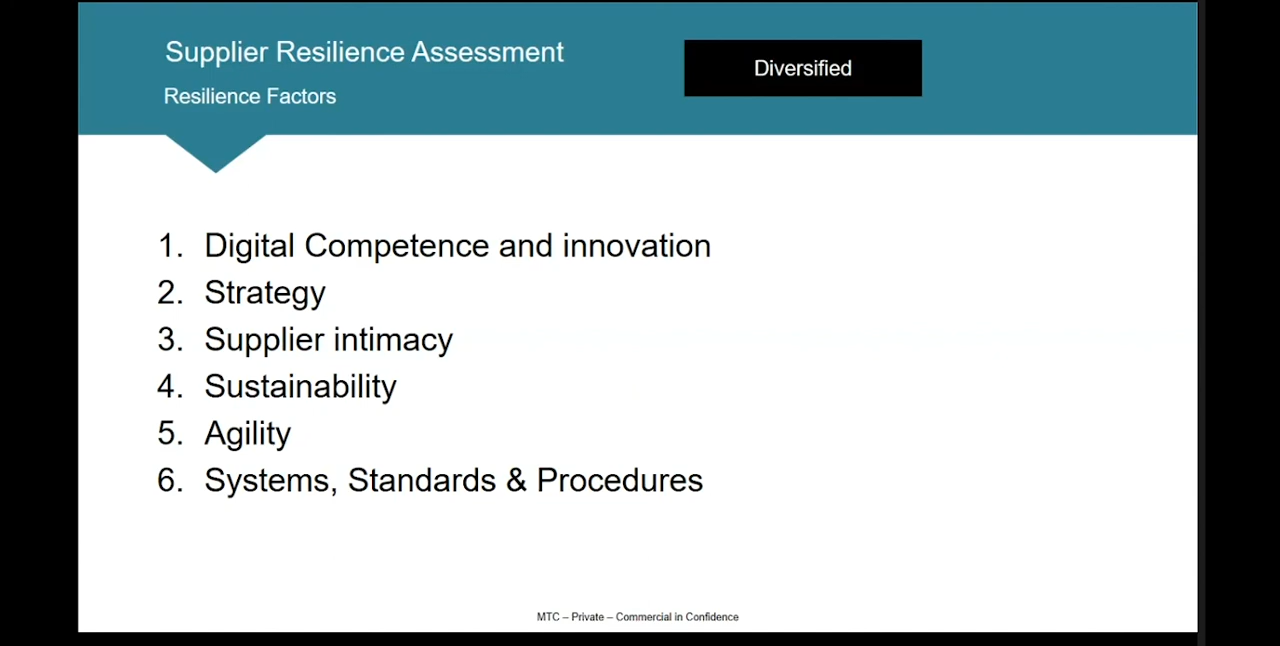 Supplier Resilience Assessment
Diversified
Resilience Factors
1. Digital Competence and innovation
2. Strategy
3. Supplier intimacy
4. Sustainability
5. Agility
6. Systems, Standards & Procedures
MTC – Private – Commercial in Confidence